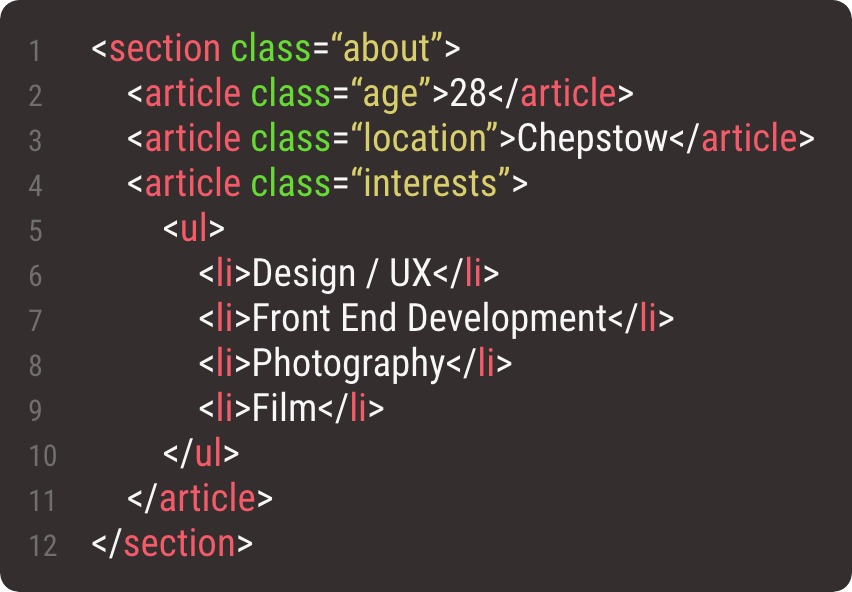 1 <section class=“about”>
2 <article class=“age”>28</article>
3 <article class=“location”>Chepstow</article>
4 <article class=“interests”>
5 <ul>
6 <li>Design / UX</li>
7 <li>Front End Development</li>
8 <li>Photography</li>
9 <li>Film</li>
10 </ul>
11 </article>
12 </section>